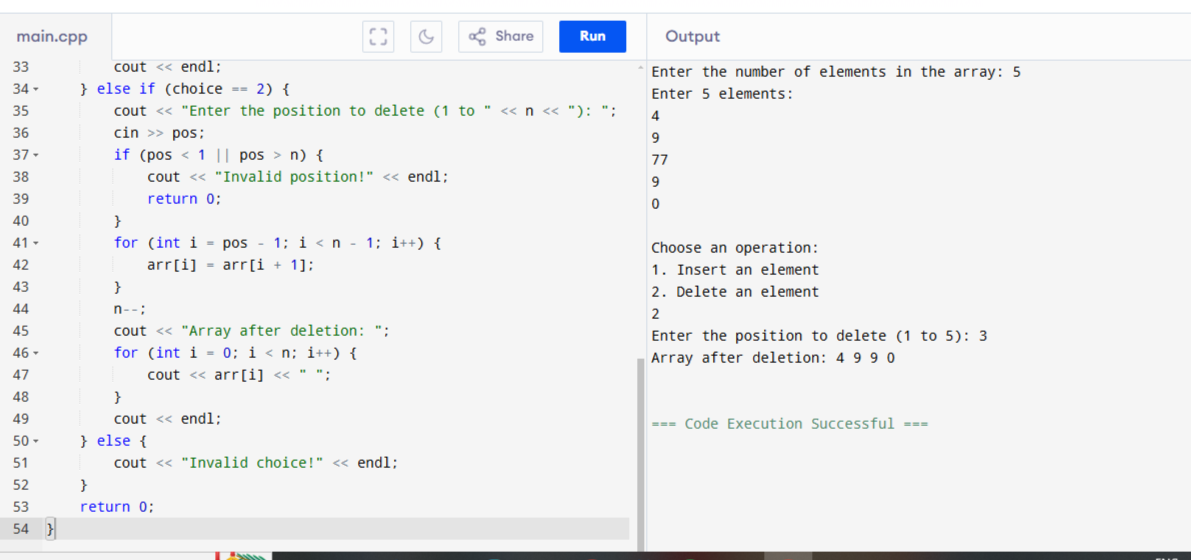 main.cpp
Share
Run
Output
33 cout << endl;
34 } else if (choice == 2) {
35 cout << "Enter the position to delete (1 to " << n << "): ";
36 cin >> pos;
37 if (pos < 1 || pos > n) {
38 cout << "Invalid position!" << endl;
39 return 0;
40 }
41 for (int i = pos - 1; i < n - 1; i++) {
42 arr[i] = arr[i + 1];
43 }
44 n--;
45 cout << "Array after deletion: ";
46 for (int i = 0; i < n; i++) {
47 cout << arr[i] << " ";
48 }
49 cout << endl;
50 } else {
51 cout << "Invalid choice!" << endl;
52 }
53 return 0;
54 }
Enter the number of elements in the array: 5
Enter 5 elements:
4
9
77
9
0
Choose an operation:
1. Insert an element
2. Delete an element
2
Enter the position to delete (1 to 5): 3
Array after deletion: 4 9 9 0
=== Code Execution Successful ===